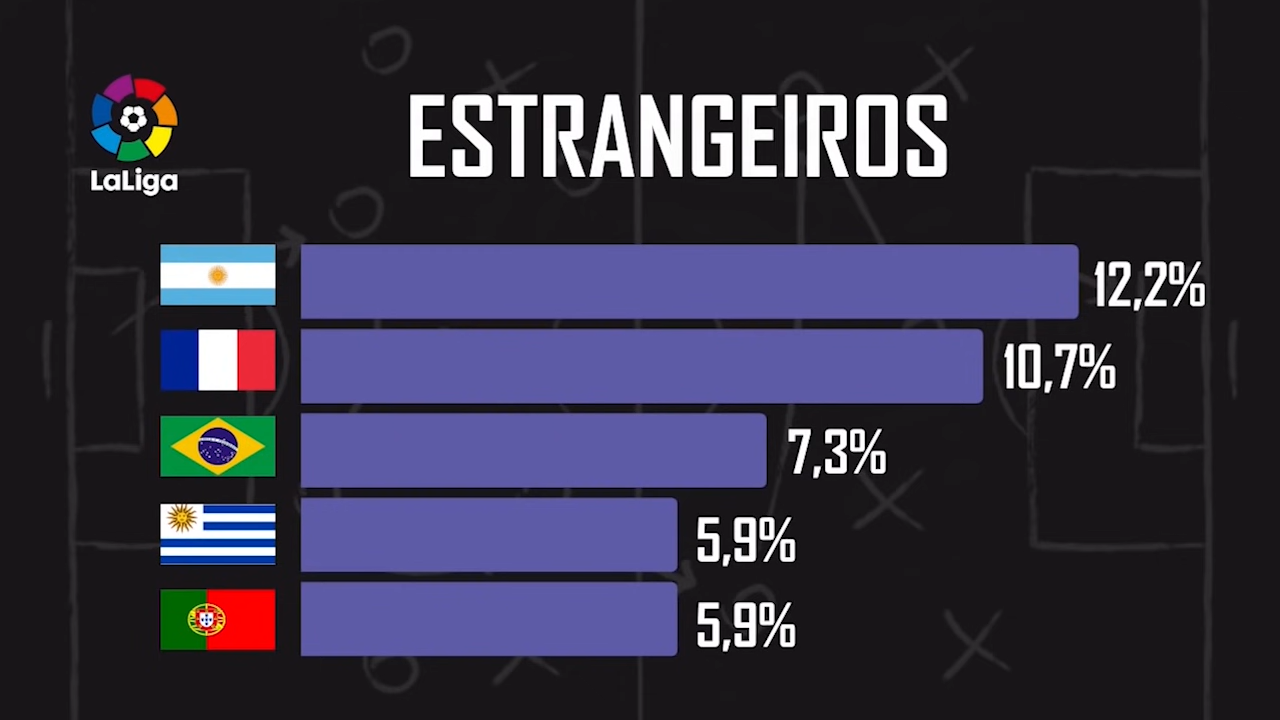 LaLiga
ESTRANGEIROS
12,2%
10,7%
7,3%
5,9%
5,9%